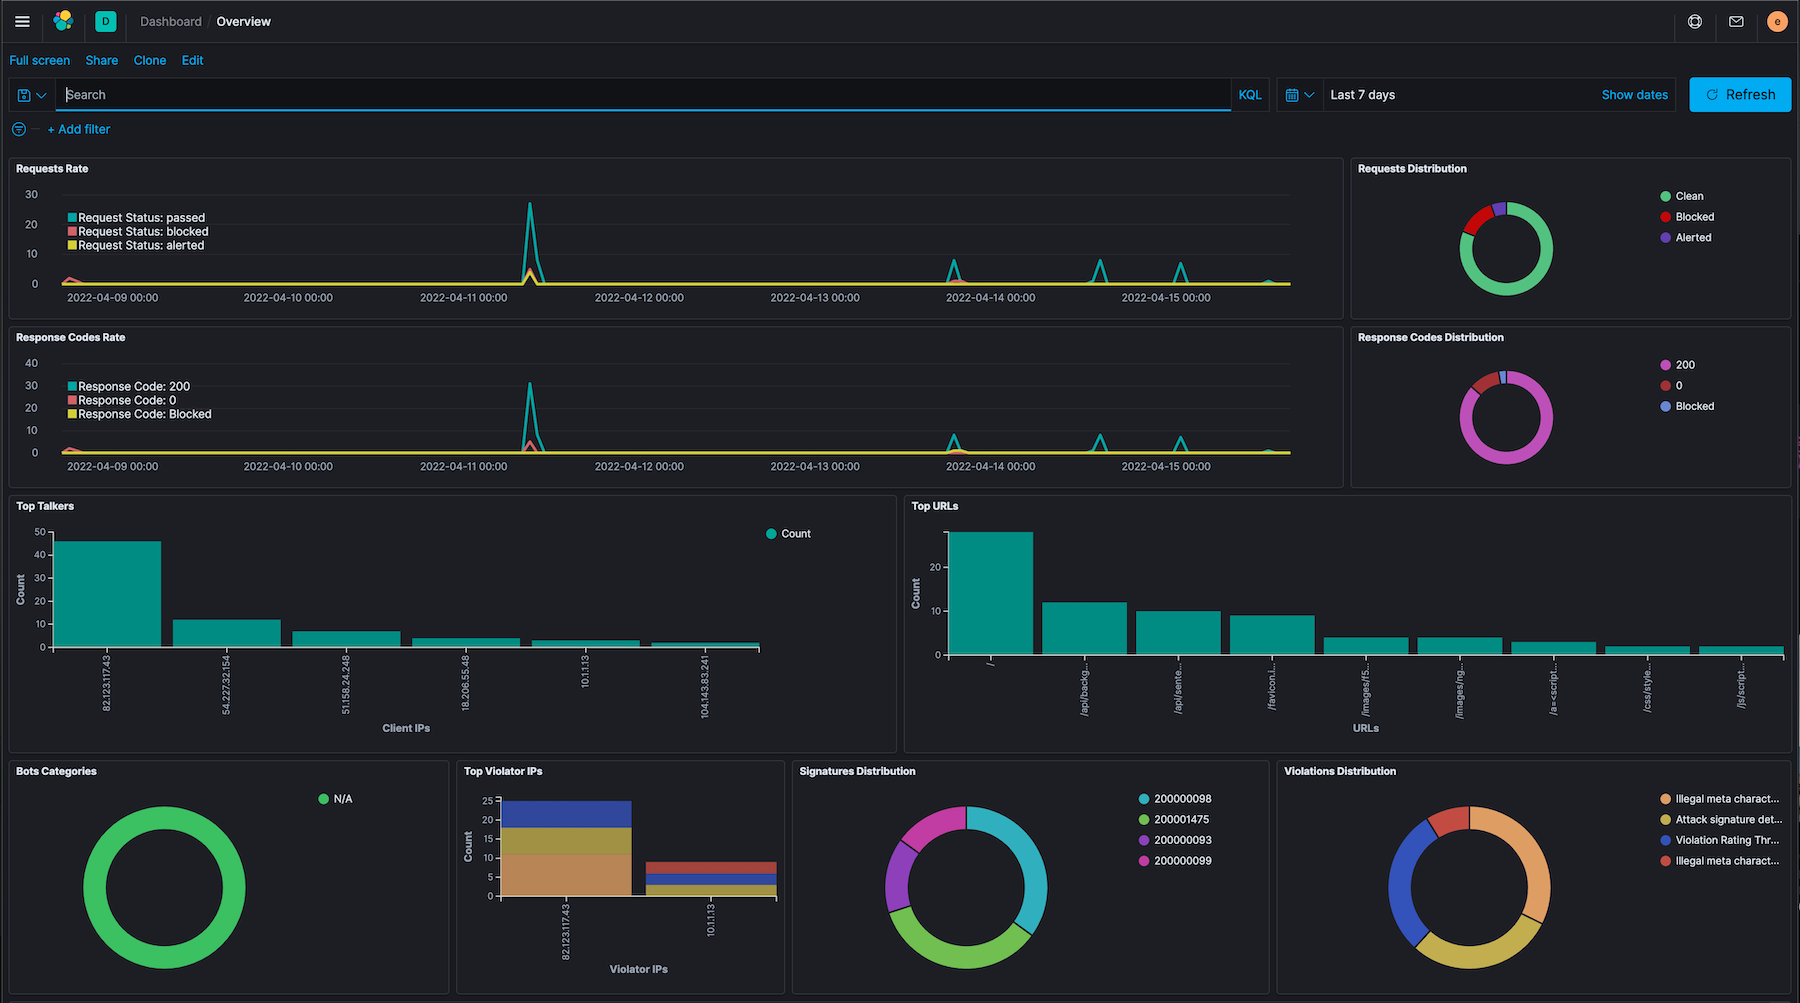 D Dashboard / Overview e
Full screen Share Clone Edit
Search KQL Last 7 days Show dates Refresh
+ Add filter
Requests Rate
30
20
10
0
Request Status: passed
Request Status: blocked
Request Status: alerted
2022-04-09 00:00 2022-04-10 00:00 2022-04-11 00:00 2022-04-12 00:00 2022-04-13 00:00 2022-04-14 00:00 2022-04-15 00:00
Requests Distribution
Clean
Blocked
Alerted
Response Codes Rate
40
30
20
10
0
Response Code: 200
Response Code: 0
Response Code: Blocked
2022-04-09 00:00 2022-04-10 00:00 2022-04-11 00:00 2022-04-12 00:00 2022-04-13 00:00 2022-04-14 00:00 2022-04-15 00:00
Response Codes Distribution
200
0
Blocked
Top Talkers
Count
50
40
30
20
10
0
Count
82.123.117.43
54.227.32.154
51.158.24.248
18.206.55.48
10.1.1.13
104.143.83.241
Client IPs
Top URLs
Count
20
10
0
/
/api/backg...
/api/sente...
/favicon.i...
/images/f5...
/images/ng...
/a=<script...
/css/style...
/js/script...
URLs
Bots Categories
N/A
Top Violator IPs
Count
25
20
15
10
5
0
82.123.117.43
10.1.1.13
Violator IPs
Signatures Distribution
200000098
200001475
200000093
200000099
Violations Distribution
Illegal meta charact...
Attack signature det...
Violation Rating Thr...
Illegal meta charact...